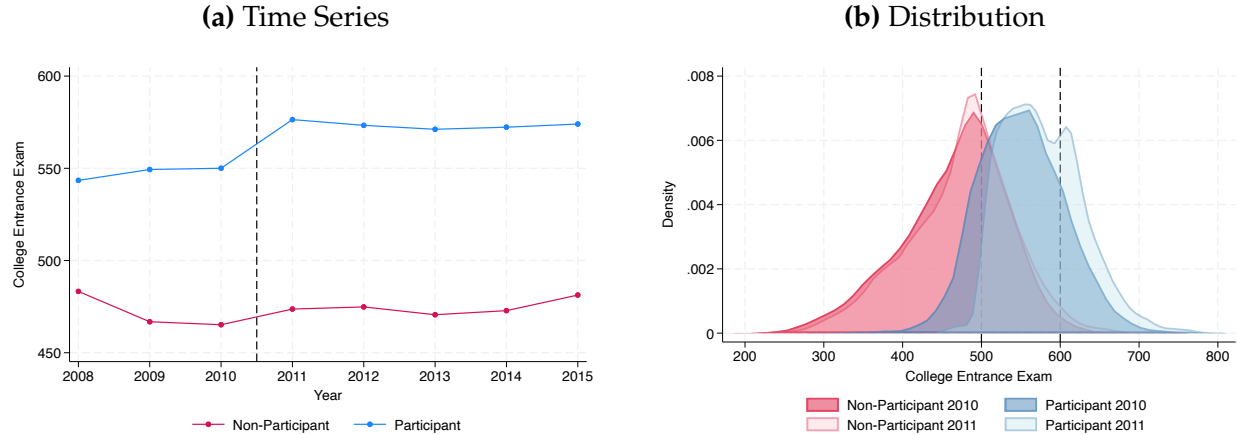 (a) Time Series
600
550
500
450
College Entrance Exam
2008 2009 2010 2011 2012 2013 2014 2015
Year
Non-Participant Participant
(b) Distribution
.008
.006
.004
.002
0
Density
200 300 400 500 600 700 800
College Entrance Exam
Non-Participant 2010 Participant 2010
Non-Participant 2011 Participant 2011